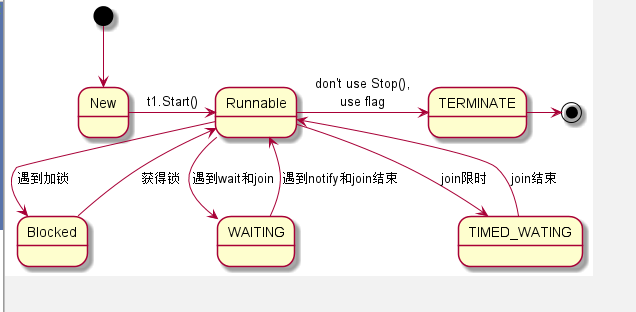 don't use Stop(),
use flag
New
t1.Start()
Runnable
TERMINATE
遇到加锁
获得锁
遇到wait和join
遇到notify和join结束
join限时
join结束
Blocked
WAITING
TIMED_WATING